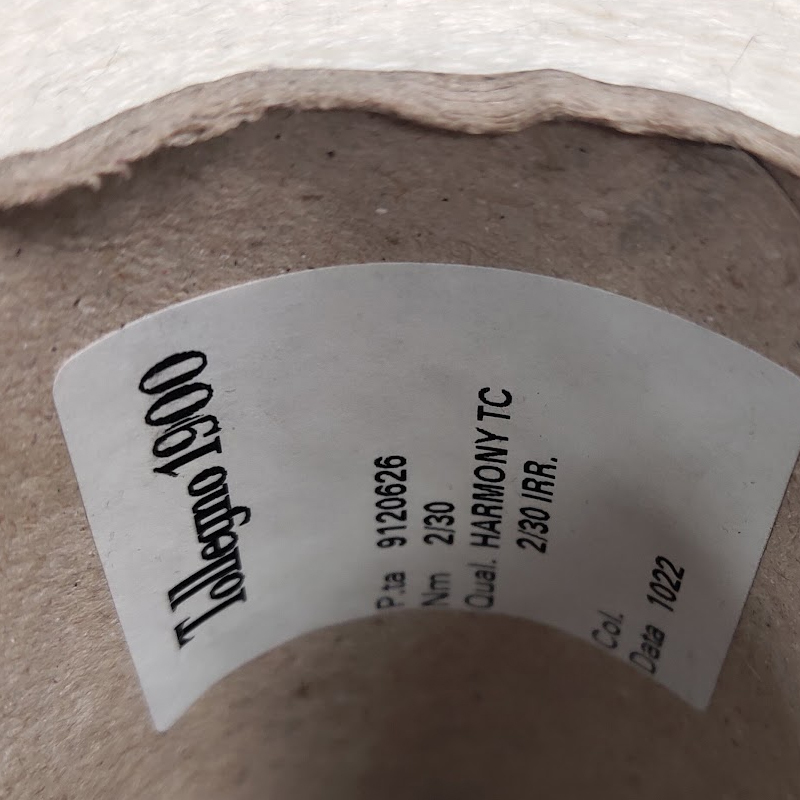 Tollegno 1900
P.ta 9120626
Nm 2/30
Qual. HARMONY TC
2/30 IRR.
Col.
Data 1022